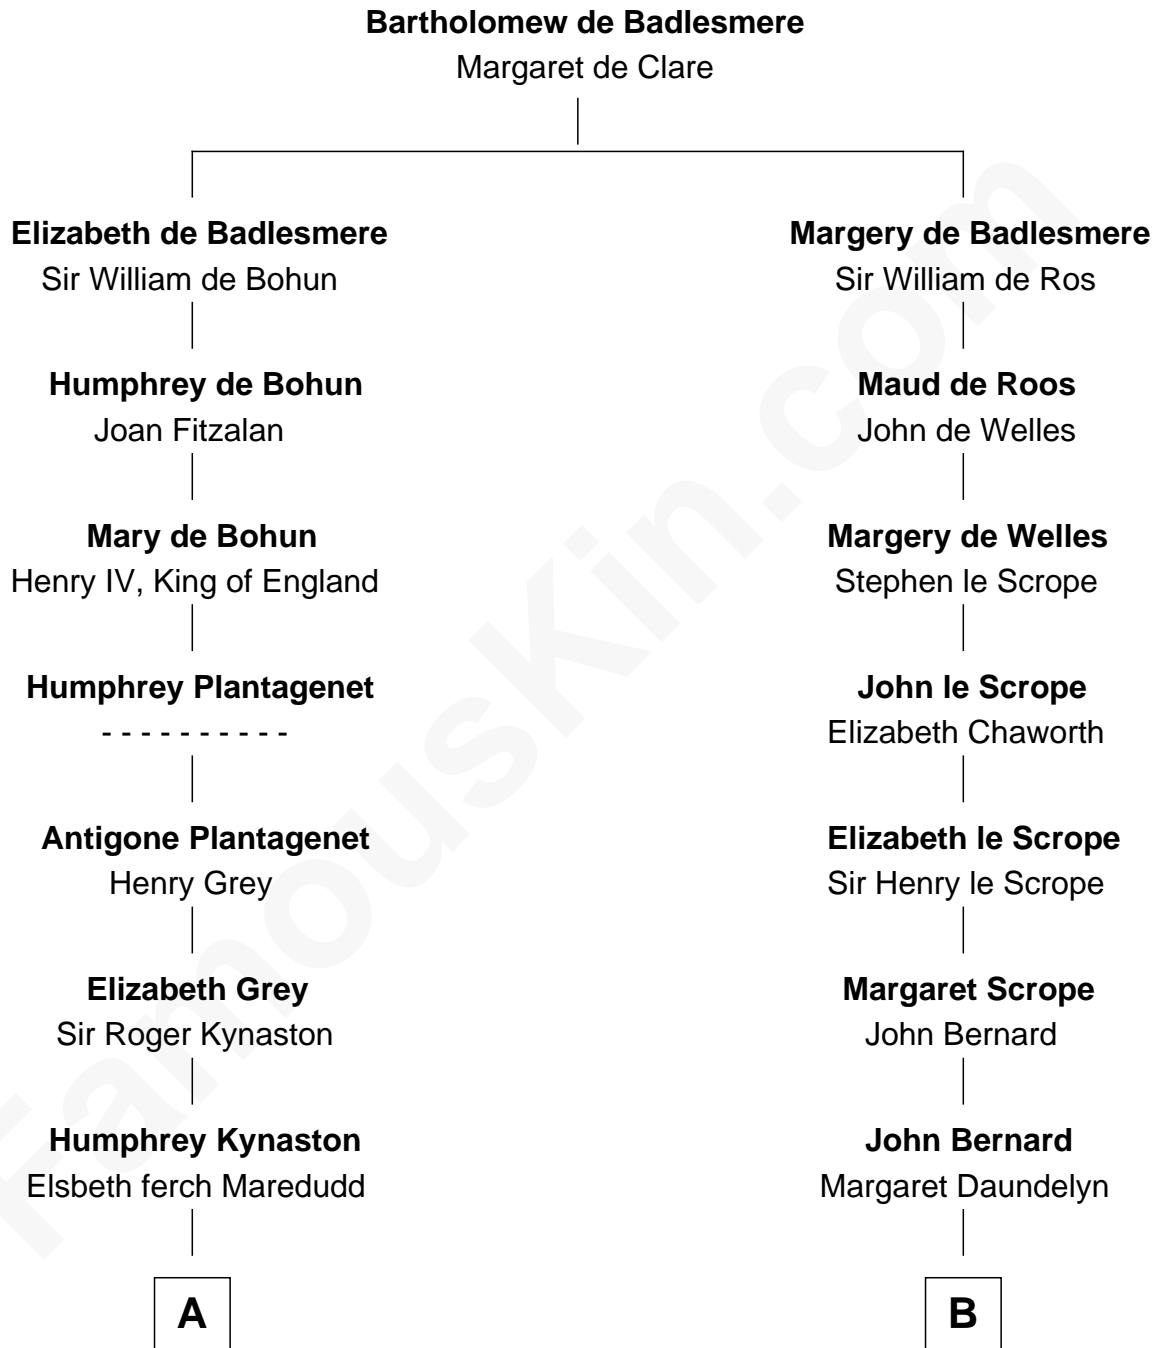 Bartholomew de Badlesmere
Margaret de Clare
Elizabeth de Badlesmere
Sir William de Bohun
Margery de Badlesmere
Sir William de Ros
Humphrey de Bohun
Joan Fitzalan
Maud de Roos
John de Welles
Mary de Bohun
Henry IV, King of England
Margery de Welles
Stephen le Scrope
Humphrey Plantagenet
- - - - - - - - - -
John le Scrope
Elizabeth Chaworth
Antigone Plantagenet
Henry Grey
Elizabeth le Scrope
Sir Henry le Scrope
Elizabeth Grey
Sir Roger Kynaston
Margaret Scrope
John Bernard
Humphrey Kynaston
Elsbeth ferch Maredudd
John Bernard
Margaret Daundelyn
A
B
FamousKin.com